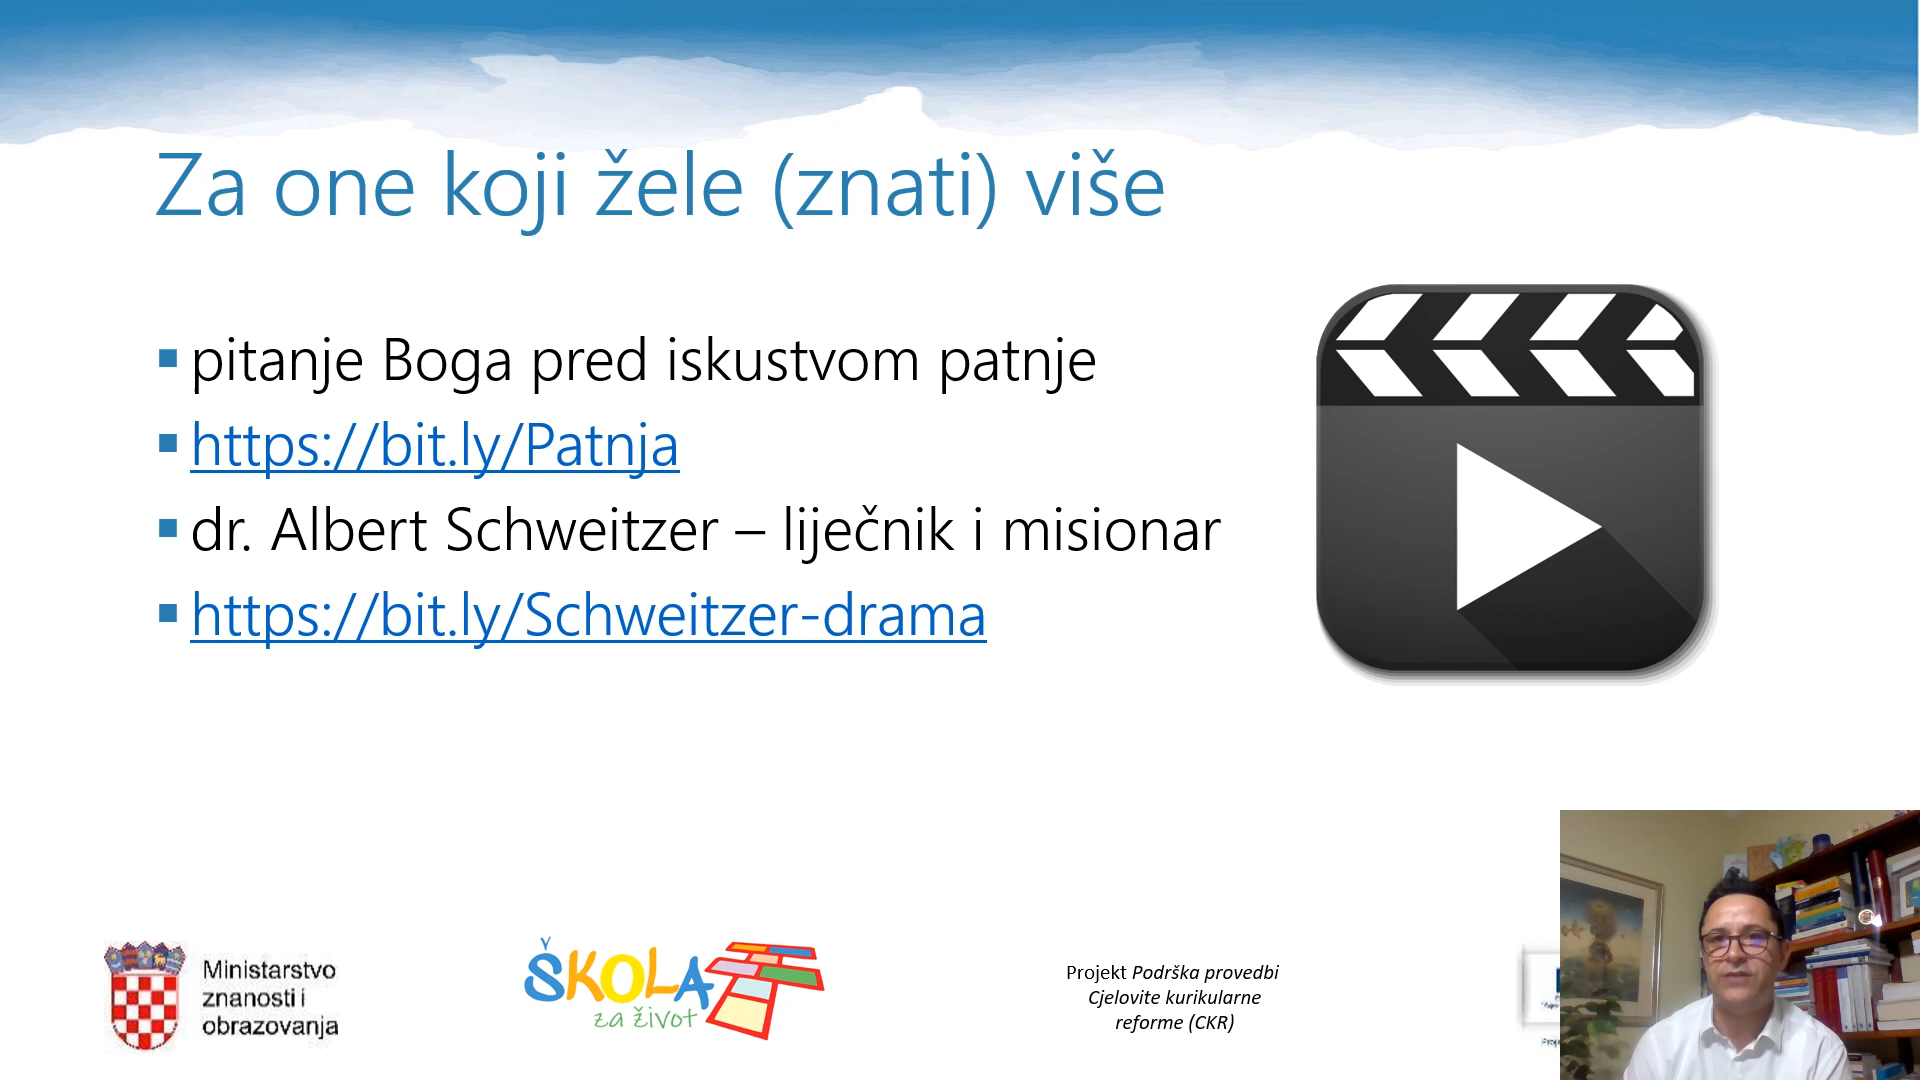 Za one koji žele (znati) više
pitanje Boga pred iskustvom patnje
https://bit.ly/Patnja
dr. Albert Schweitzer – liječnik i misionar
https://bit.ly/Schweitzer-drama
Ministarstvo
znanosti i
obrazovanja
ŠKOLA
za život
Projekt Podrška provedbi
Cjelovite kurikularne
reforme (CKR)